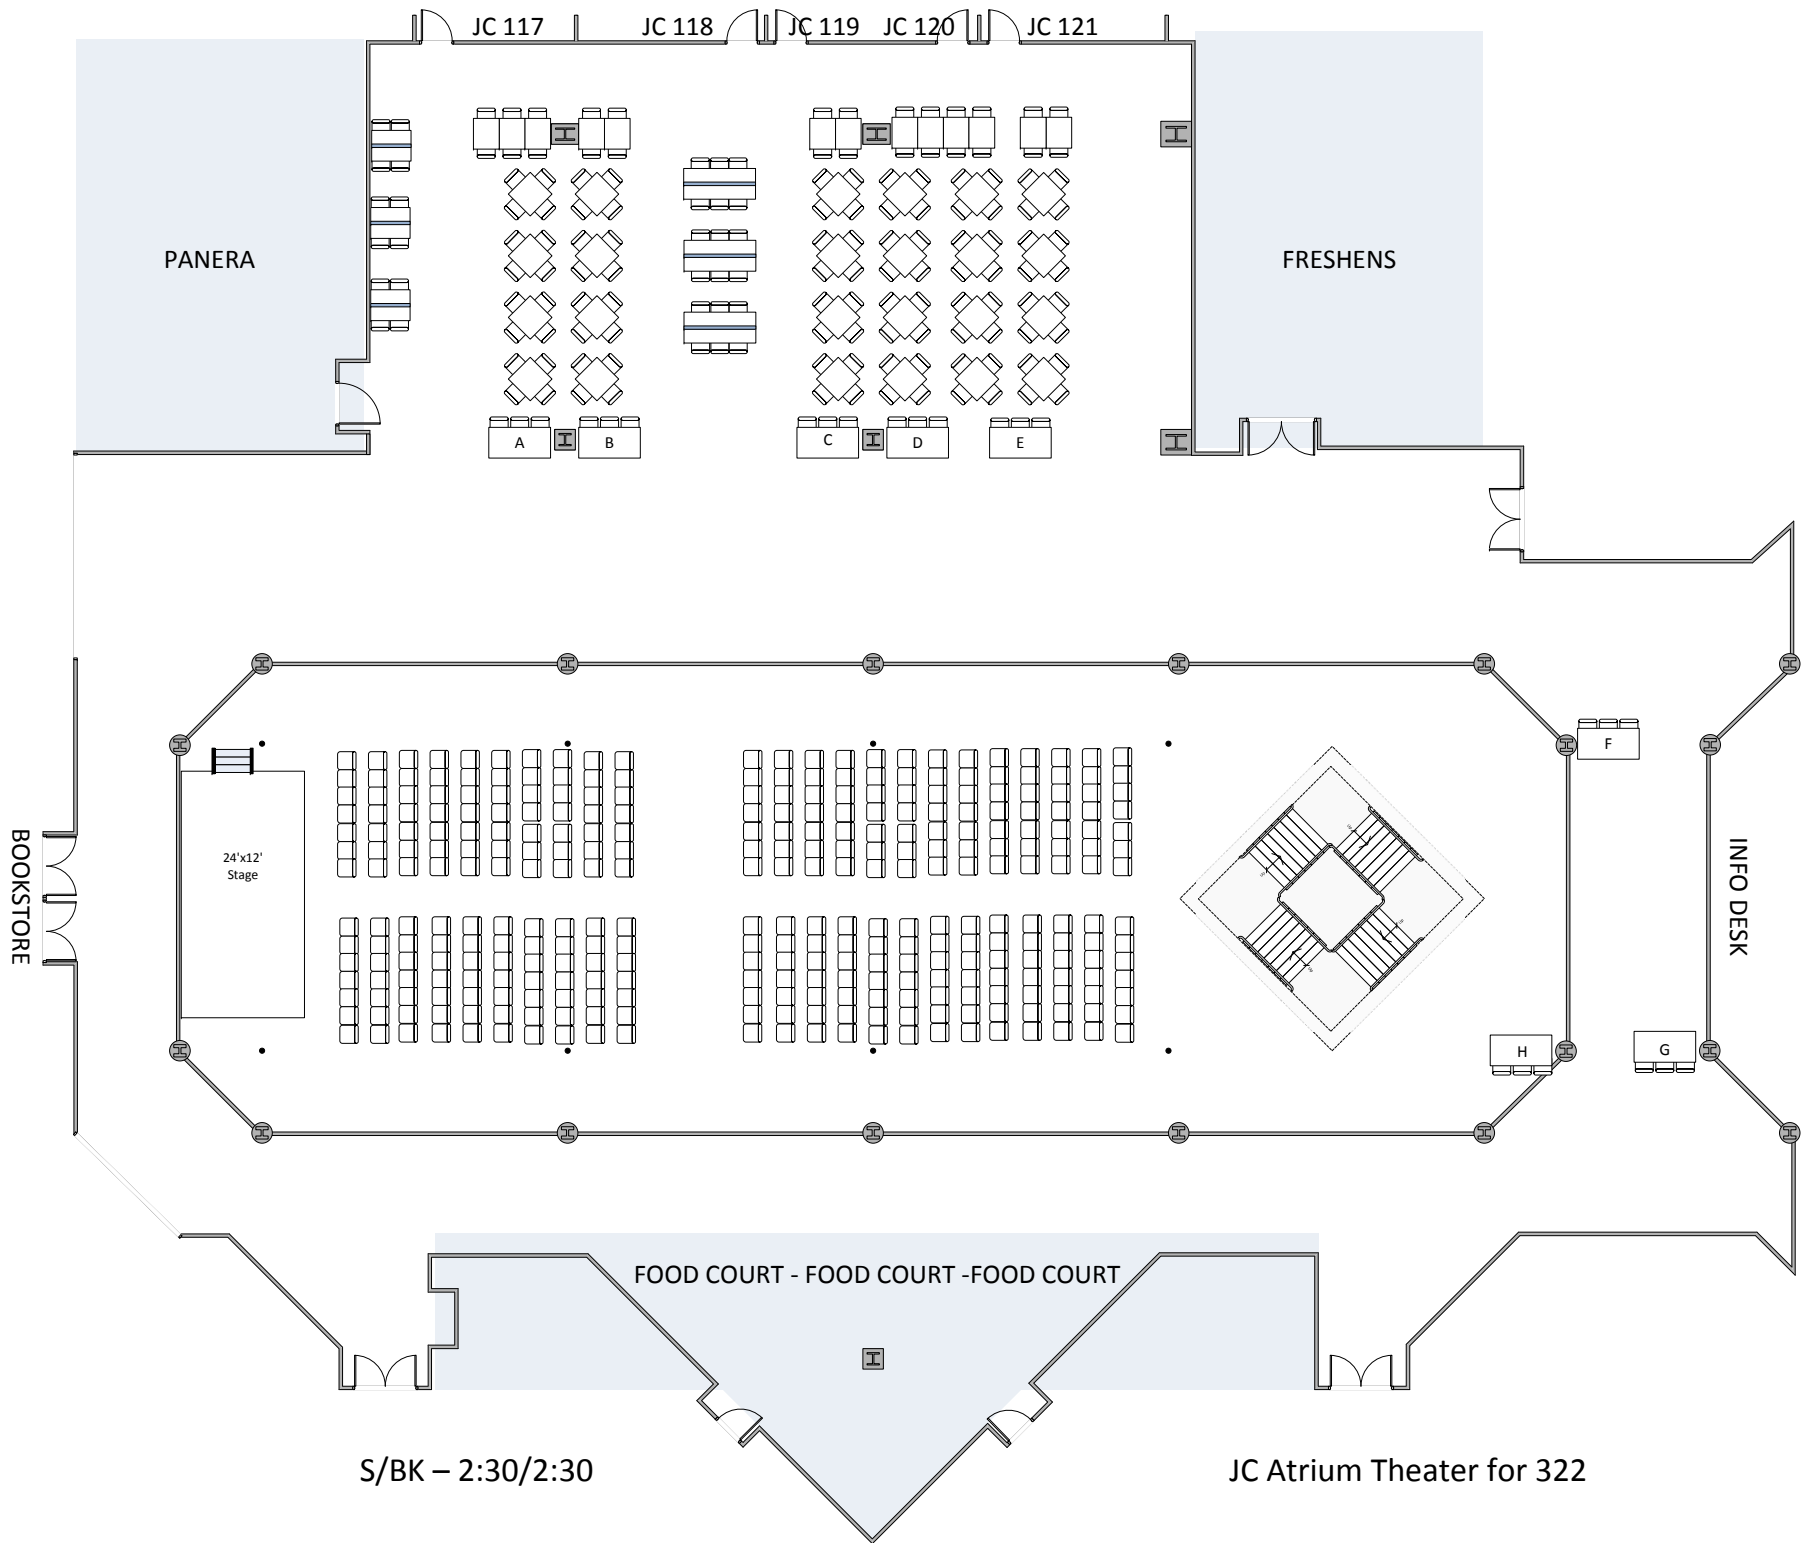 JC 117
JC 118
JC 119
JC 120
JC 121
PANERA
FRESHENS
A
B
C
D
E
F
24'x12'
Stage
BOOKSTORE
INFO DESK
H
G
FOOD COURT - FOOD COURT -FOOD COURT
S/BK – 2:30/2:30
JC Atrium Theater for 322